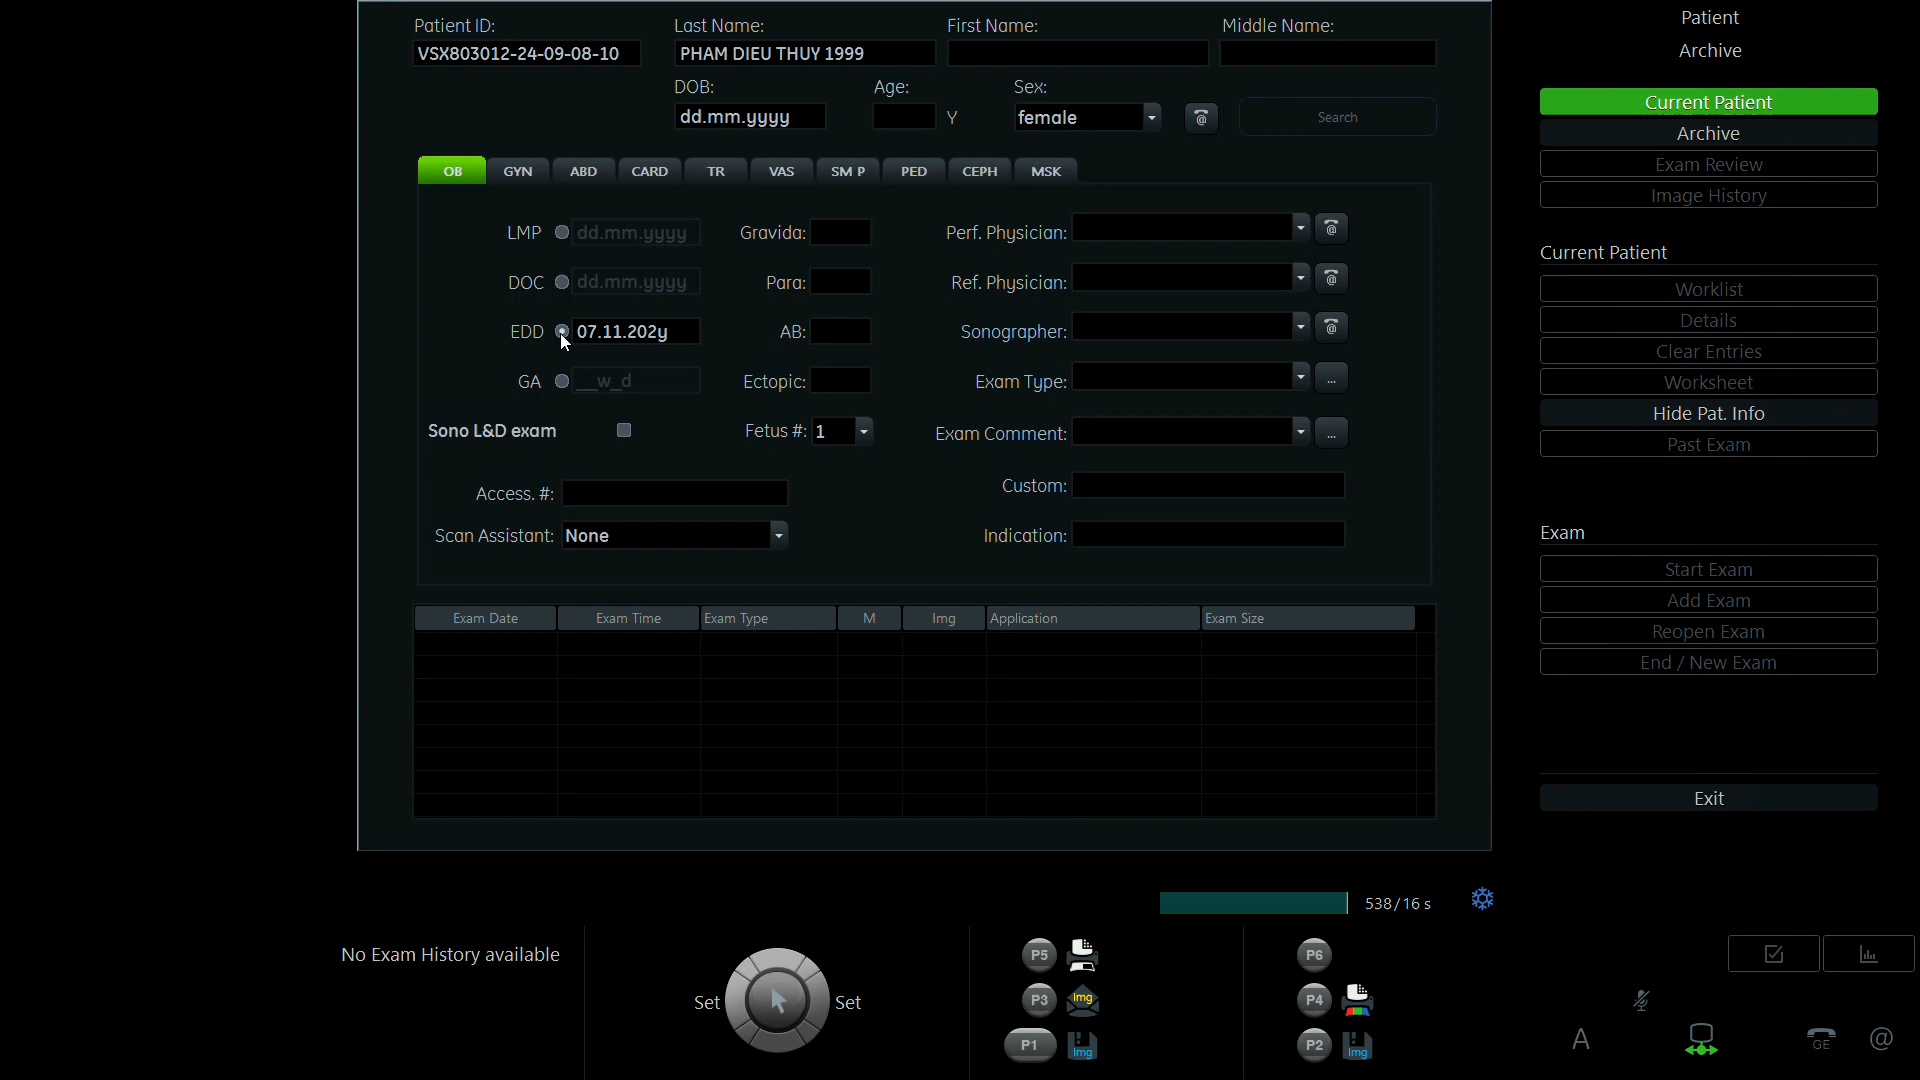 Patient ID: Last Name: First Name: Middle Name:
VSX803012-24-09-08-10 PHAM DIEU THUY 1999
DOB: Age: Sex:
dd.mm.yyyy Y female @ Search
OB GYN ABD CARD TR VAS SM P PED CEPH MSK
LMP dd.mm.yyyy Gravida: Perf. Physician: @
DOC dd.mm.yyyy Para: Ref. Physician: @
EDD 07.11.202y AB: Sonographer: @
GA __w_d Ectopic: Exam Type: ...
Sono L&D exam Fetus #: 1 Exam Comment: ...
Access. #: Custom:
Scan Assistant: None Indication:
Exam Date Exam Time Exam Type M Img Application Exam Size
538/16 s
No Exam History available
Set Set
P5
P3 Img
P1 Img
P6
P4
P2 Img
Patient
Archive
Current Patient
Archive
Exam Review
Image History
Current Patient
Worklist
Details
Clear Entries
Worksheet
Hide Pat. Info
Past Exam
Exam
Start Exam
Add Exam
Reopen Exam
End / New Exam
Exit
A GE @